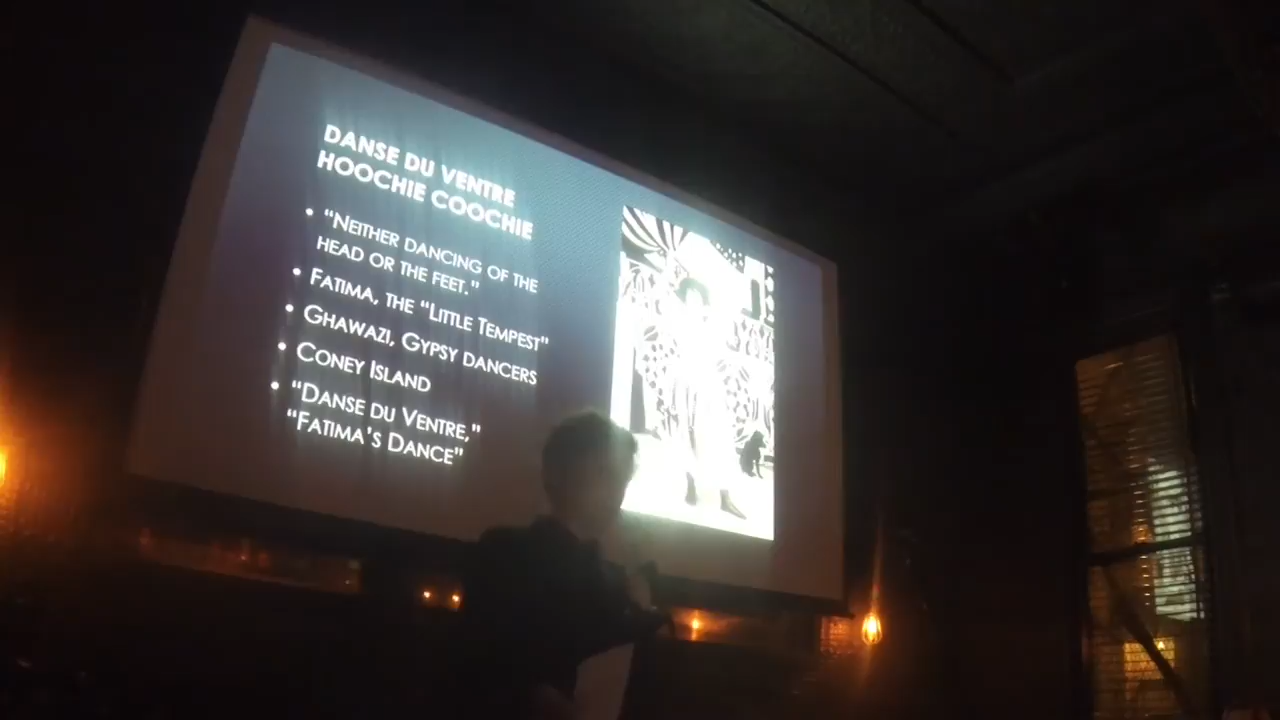 DANSE DU VENTRE
HOOCHIE COOCHIE
• “NEITHER DANCING OF THE
HEAD OR THE FEET.”
• FATIMA, THE “LITTLE TEMPEST”
• GHAWAZI, GYPSY DANCERS
• CONEY ISLAND
• “DANSE DU VENTRE,”
“FATIMA’S DANCE”